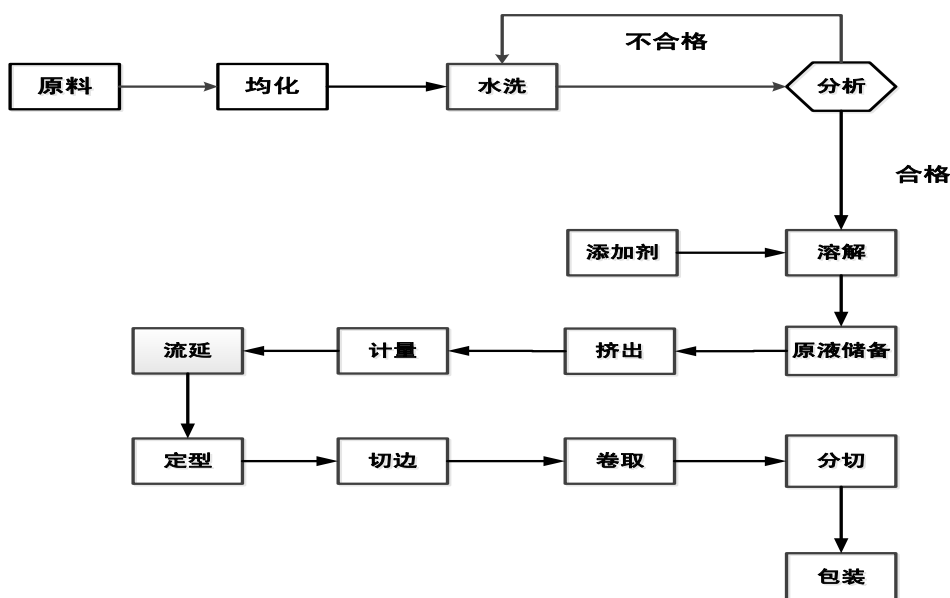 不合格
原料
均化
水洗
分析
合格
添加剂
溶解
流延
计量
挤出
原液储备
定型
切边
卷取
分切
包装